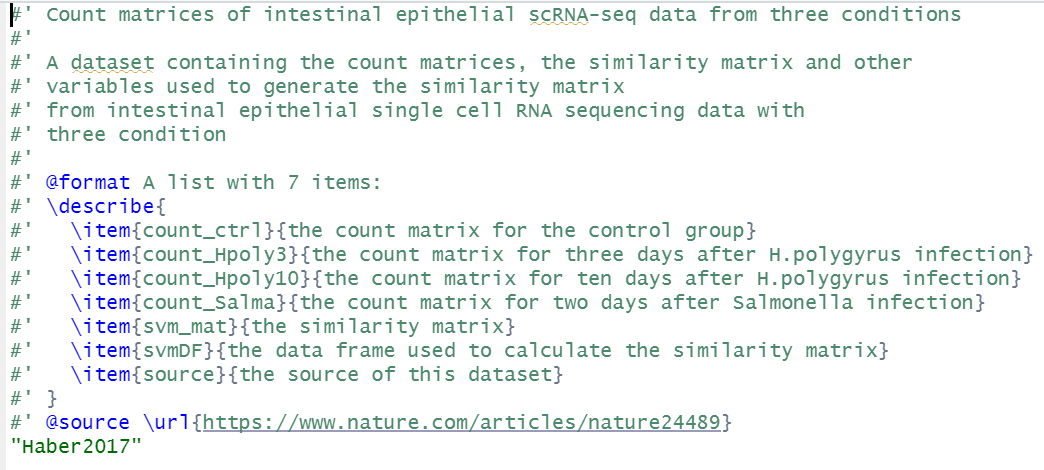 #' Count matrices of intestinal epithelial scRNA-seq data from three conditions
#'
#' A dataset containing the count matrices, the similarity matrix and other
#' variables used to generate the similarity matrix
#' from intestinal epithelial single cell RNA sequencing data with
#' three condition
#'
#' @format A list with 7 items:
#' \describe{
#'   \item{count_ctrl}{the count matrix for the control group}
#'   \item{count_Hpoly3}{the count matrix for three days after H.polygyrus infection}
#'   \item{count_Hpoly10}{the count matrix for ten days after H.polygyrus infection}
#'   \item{count_Salma}{the count matrix for two days after Salmonella infection}
#'   \item{svm_mat}{the similarity matrix}
#'   \item{svmDF}{the data frame used to calculate the similarity matrix}
#'   \item{source}{the source of this dataset}
#' }
#' @source \url{https://www.nature.com/articles/nature24489}
"Haber2017"